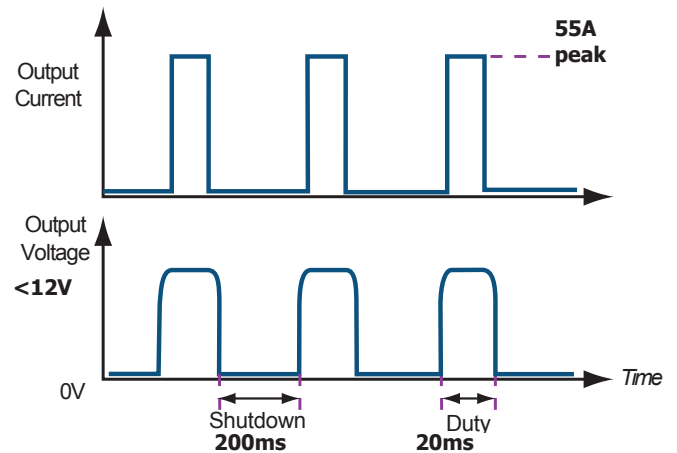 55A
peak
Output
Current
Output
Voltage
<12V
0V
Time
Shutdown
200ms
Duty
20ms